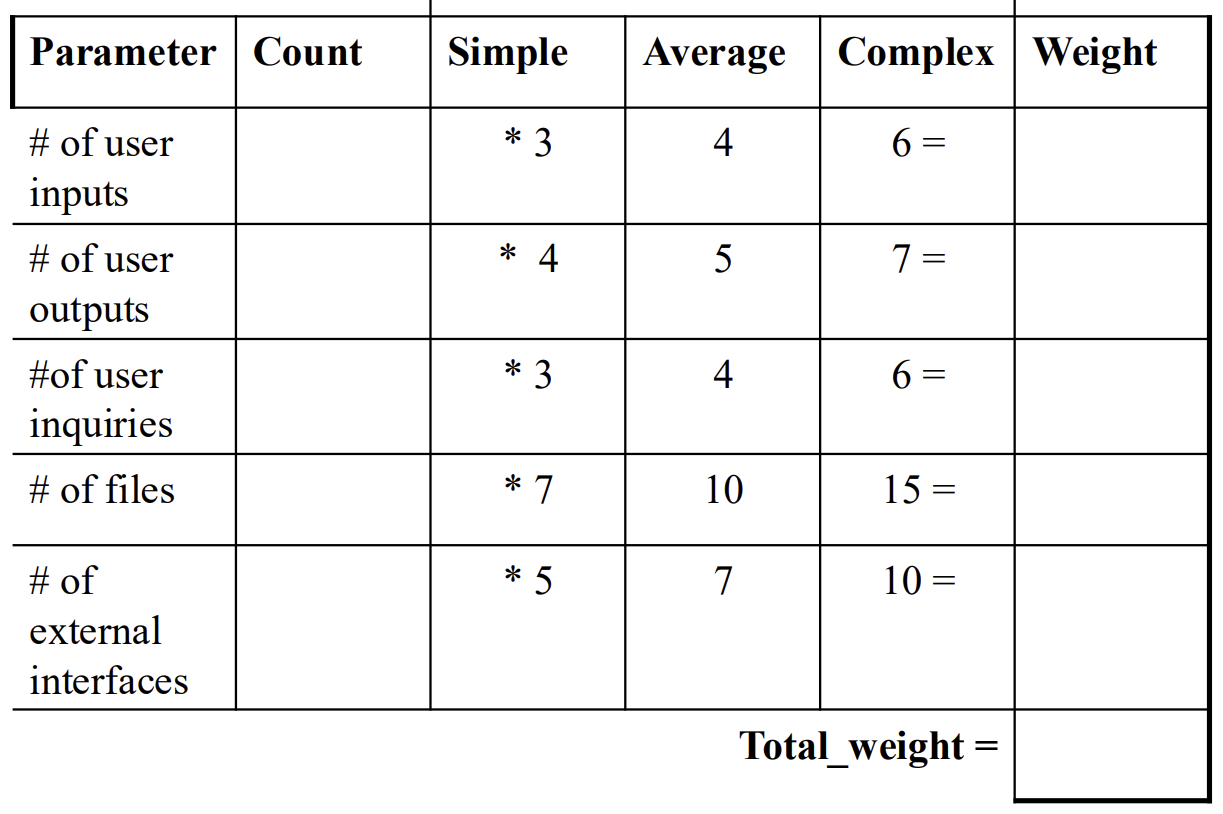 Parameter Count Simple Average Complex Weight
# of user * 3 4 6 =
inputs
# of user * 4 5 7 =
outputs
#of user * 3 4 6 =
inquiries
# of files * 7 10 15 =
# of * 5 7 10 =
external
interfaces
Total_weight =